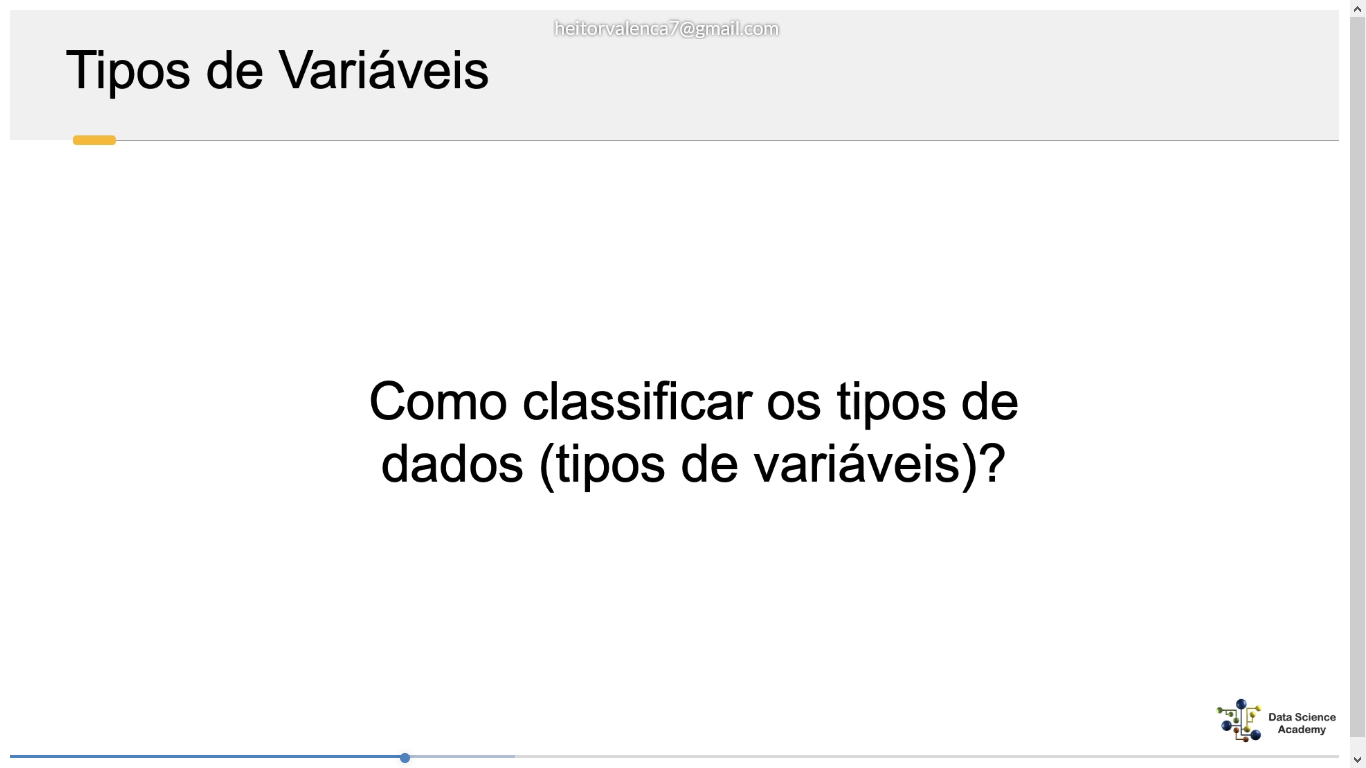 heitorvalenca7@gmail.com
Tipos de Variáveis
Como classificar os tipos de
dados (tipos de variáveis)?
Data Science
Academy